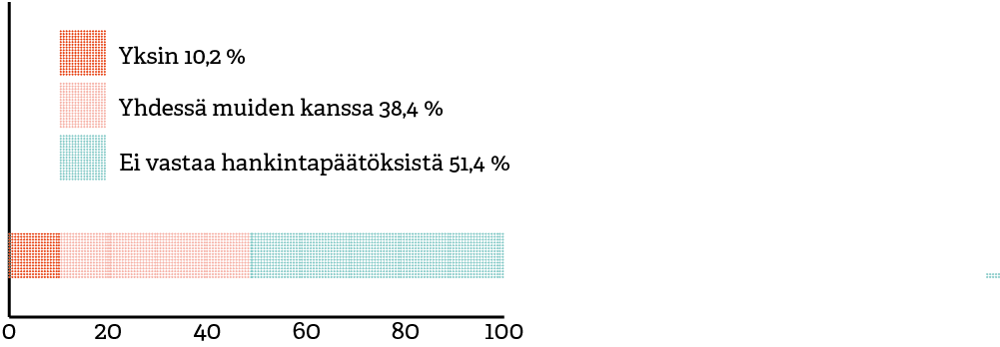 Yksin 10,2 %
Yhdessä muiden kanssa 38,4 %
Ei vastaa hankintapäätöksistä 51,4 %
0 20 40 60 80 100